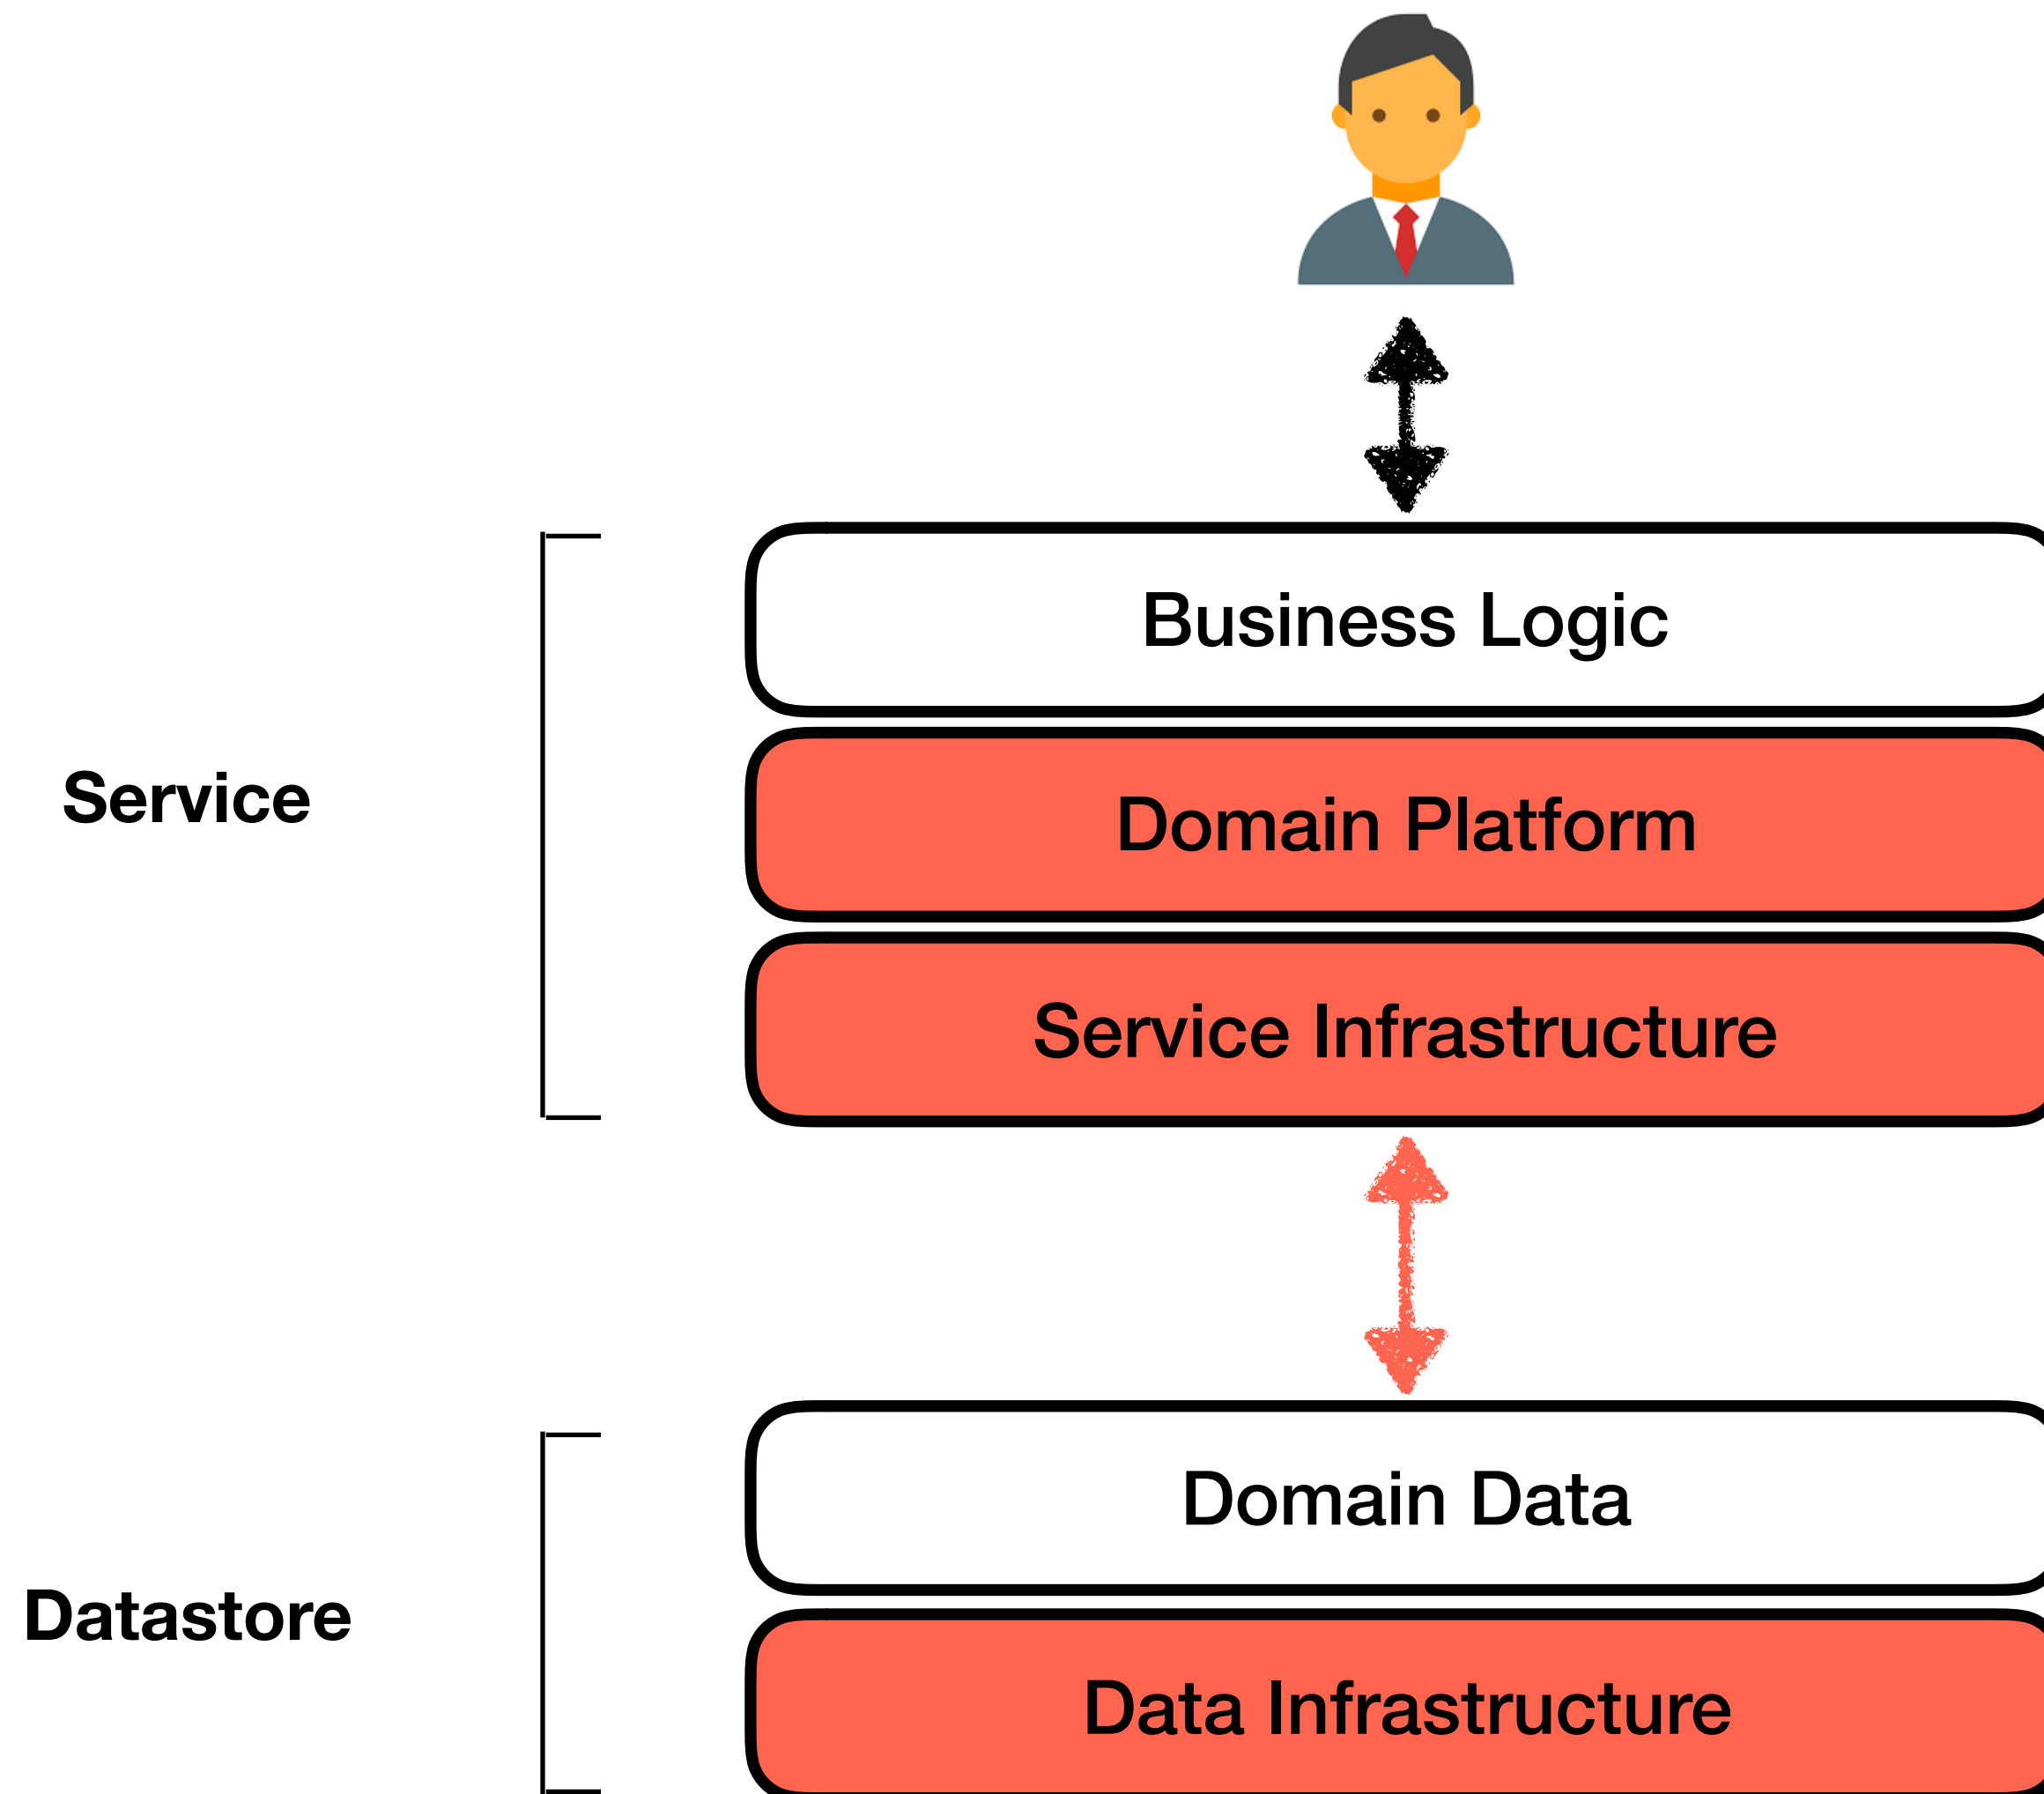 Business Logic
Service
Domain Platform
Service Infrastructure
Domain Data
Datastore
Data Infrastructure